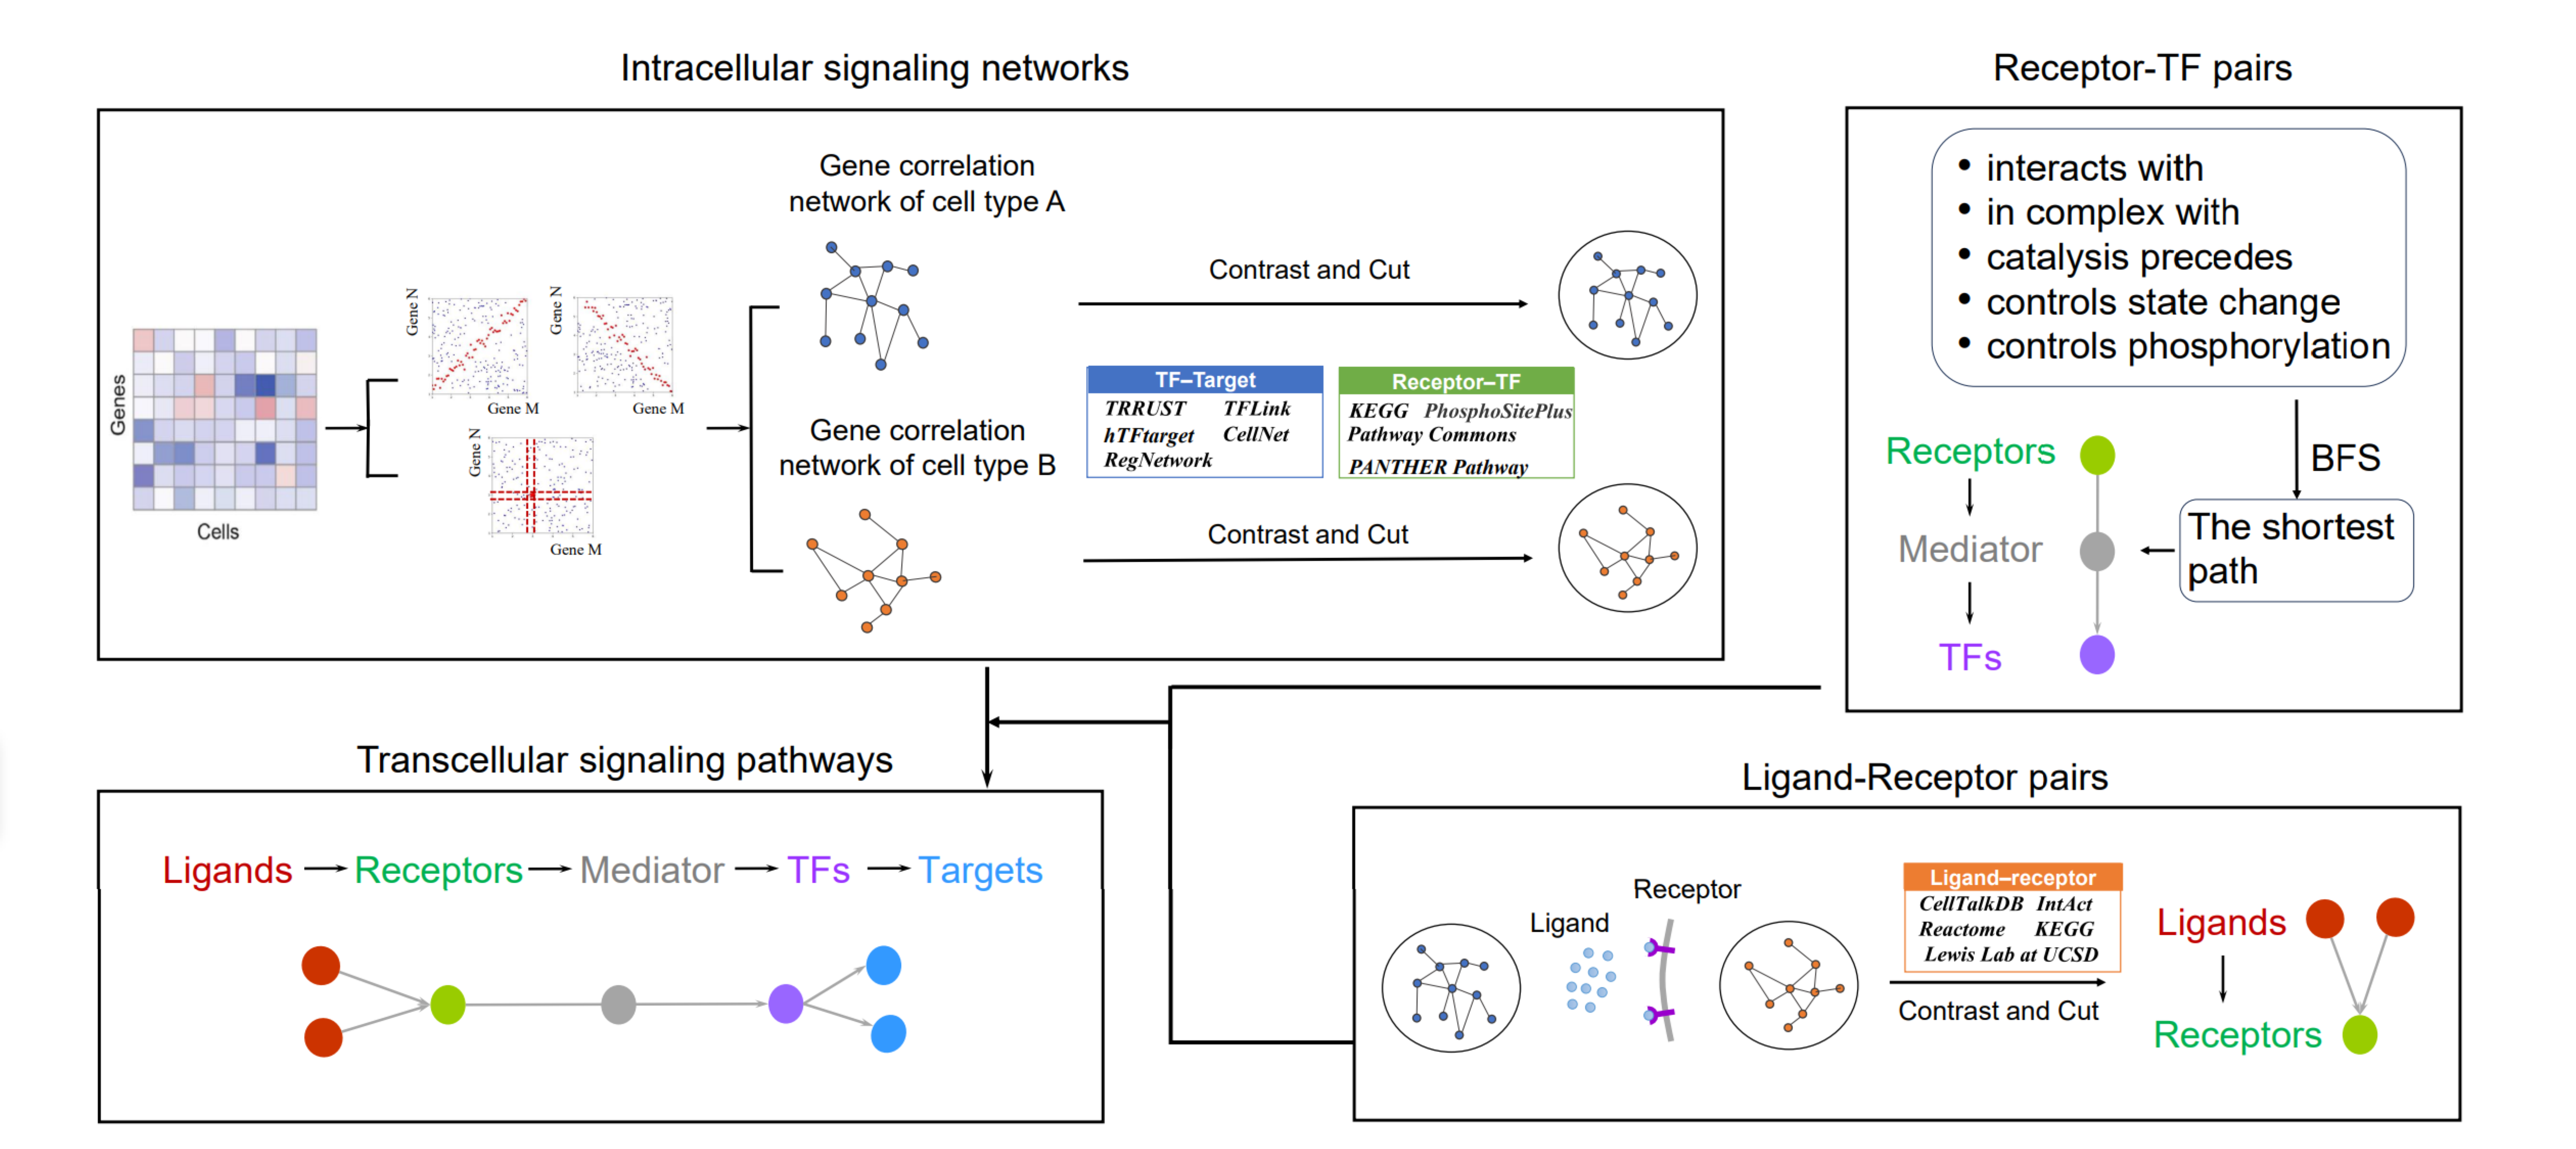 Intracellular signaling networks
Genes
Cells
Gene N
Gene M
Gene N
Gene M
Gene N
Gene M
Gene correlation
network of cell type A
Gene correlation
network of cell type B
Contrast and Cut
TF–Target
TRRUST TFLink
hTFtarget CellNet
RegNetwork
Receptor–TF
KEGG PhosphoSitePlus
Pathway Commons
PANTHER Pathway
Contrast and Cut
Receptor-TF pairs
• interacts with
• in complex with
• catalysis precedes
• controls state change
• controls phosphorylation
BFS
The shortest
path
Receptors
Mediator
TFs
Transcellular signaling pathways
Ligands Receptors Mediator TFs Targets
Ligand-Receptor pairs
Ligand
Receptor
Ligand–receptor
CellTalkDB IntAct
Reactome KEGG
Lewis Lab at UCSD
Contrast and Cut
Ligands
Receptors